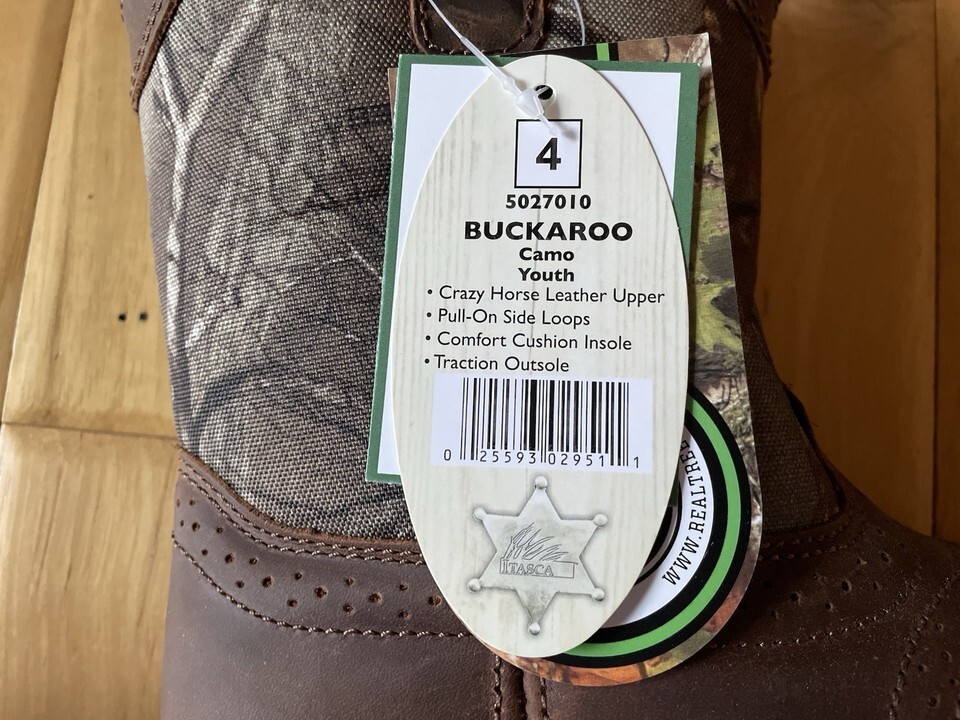 4
5027010
BUCKAROO
Camo
Youth
• Crazy Horse Leather Upper
• Pull-On Side Loops
• Comfort Cushion Insole
• Traction Outsole
0 25593 02951 1
ITASCA
WWW.REALTREE